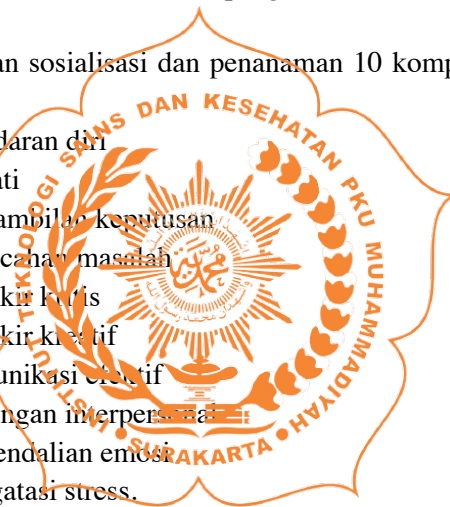 an sosialisasi dan penanaman 10 komp
daran diri
ati
ambilan keputusan
cahan masalah
kir kritis
kir kreatif
unikasi efektif
ngan interpersonal
endalian emosi
gatasi stress.
INSTITUT TEKNOLOGI SAINS DAN KESEHATAN PKU MUHAMMADIYAH
• SURAKARTA •